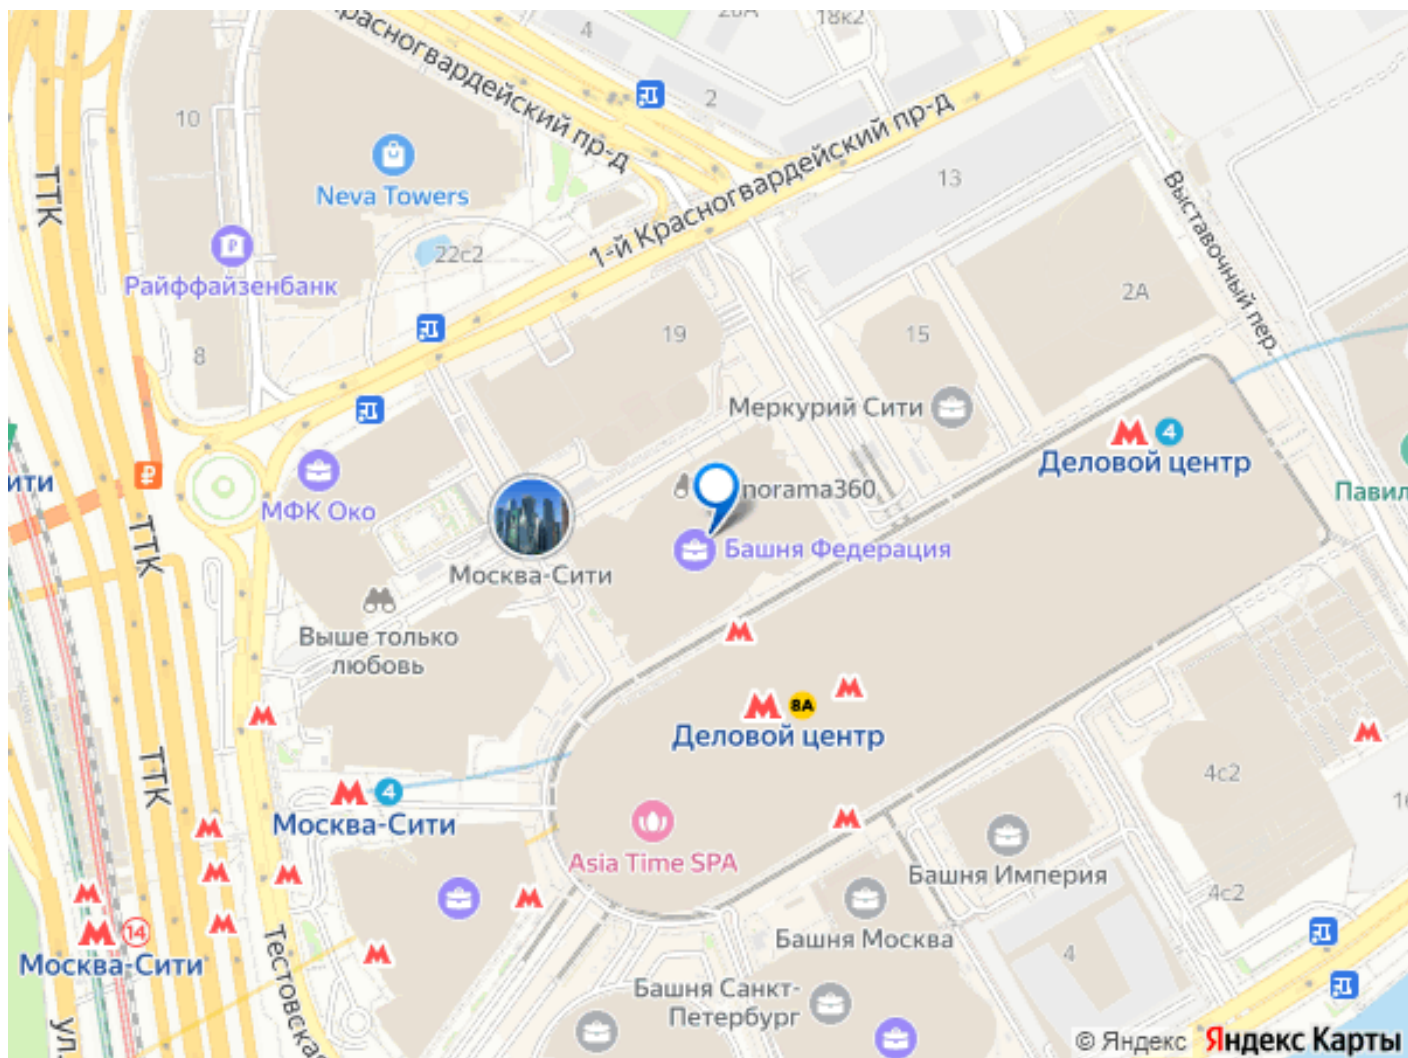 28А
18к2
4
Красногвардейский пр-д
2
10
Neva Towers
1-й Красногвардейский пр-д
13
Выставочный пер.
ТТК
22с2
Райффайзенбанк
2А
19
15
8
Меркурий Сити
4
Деловой центр
ити
МФК Око
norama360
Павил
ТТК
Башня Федерация
Москва-Сити
Выше только
любовь
8А
Деловой центр
ТТК
4
Москва-Сити
4с2
16
Asia Time SPA
Башня Империя
4с2
14
Москва-Сити
Тестовская
Башня Москва
4
Башня Санкт-
Петербург
ул.
© Яндекс Яндекс Карты